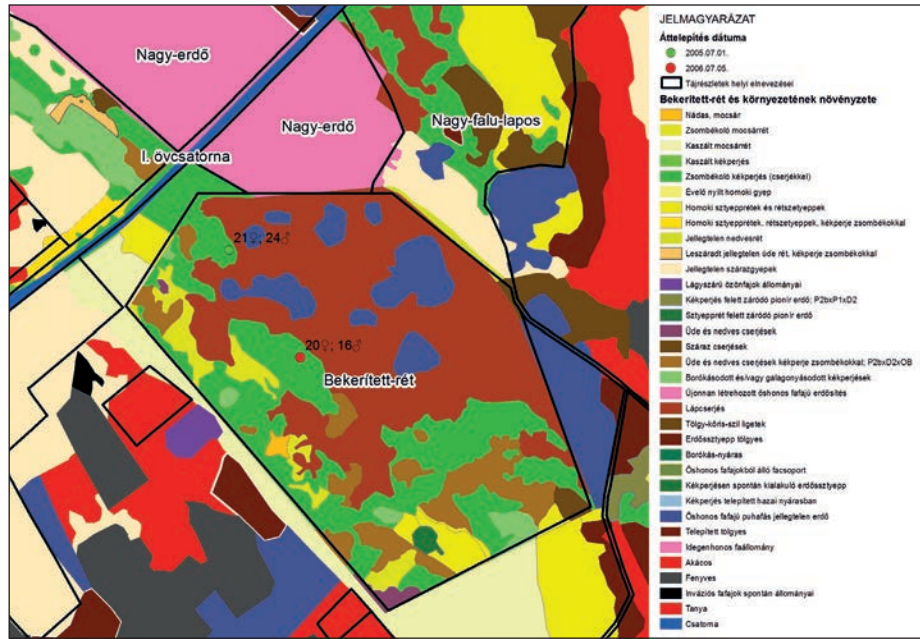 Nagy-erdő
Nagy-erdő
Nagy-falu-lapos
I. övcsatorna
21♀; 24♂
20♀; 16♂
Bekerített-rét
JELMAGYARÁZAT
Áttelepítés dátuma
2005.07.01.
2006.07.05.
Tájrészletek helyi elnevezései
Bekerített-rét és környezetének növényzete
Nádas, mocsár
Zsombékoló mocsárrét
Kaszált mocsárrét
Kaszált kékperjés
Zsombékoló kékperjés (cserjékkel)
Évelő nyílt homoki gyep
Homoki sztyepprétek és rétsztyeppek
Homoki sztyepprétek, rétsztyeppek, kékperje zsombékokkal
Jellegtelen nedvesrét
Leszáradt jellegtelen üde rét, kékperje zsombékokkal
Jellegtelen szárazgyepek
Lágyszárú özönfajok állományai
Kékperjés felett záródó pionír erdő; P2bxP1xD2
Sztyepprét felett záródó pionír erdő
Üde és nedves cserjések
Száraz cserjések
Üde és nedves cserjések kékperje zsombékokkal; P2bxD2xOB
Borókásodott és/vagy galagonyásodott kékperjések
Újonnan létrehozott őshonos fafajú erdősítés
Lápcserjés
Tölgy-kőris-szil ligetek
Erdőssztyepp tölgyes
Borókás-nyáras
Őshonos fafajokból álló facsoport
Kékperjésen spontán kialakuló erdőssztyepp
Kékperjés telepített hazai nyárasban
Őshonos fafajú puhafás jellegtelen erdő
Telepített tölgyes
Idegenhonos faállomány
Akácos
Fenyves
Inváziós fafajok spontán állományai
Tanya
Csatorna